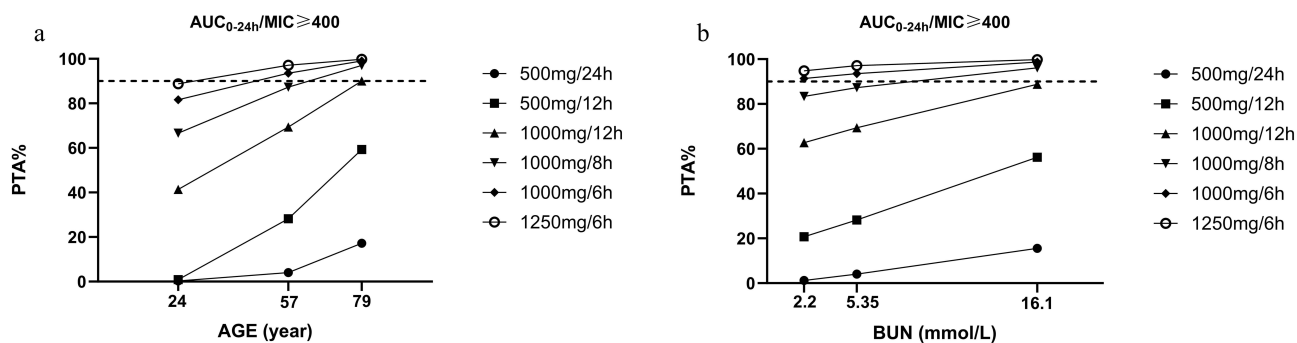 a
AUC0-24h/MIC⩾400
100
80
60
40
20
0
PTA%
24
57
79
AGE (year)
500mg/24h
500mg/12h
1000mg/12h
1000mg/8h
1000mg/6h
1250mg/6h
b
AUC0-24h/MIC⩾400
100
80
60
40
20
0
PTA%
2.2
5.35
16.1
BUN (mmol/L)
500mg/24h
500mg/12h
1000mg/12h
1000mg/8h
1000mg/6h
1250mg/6h